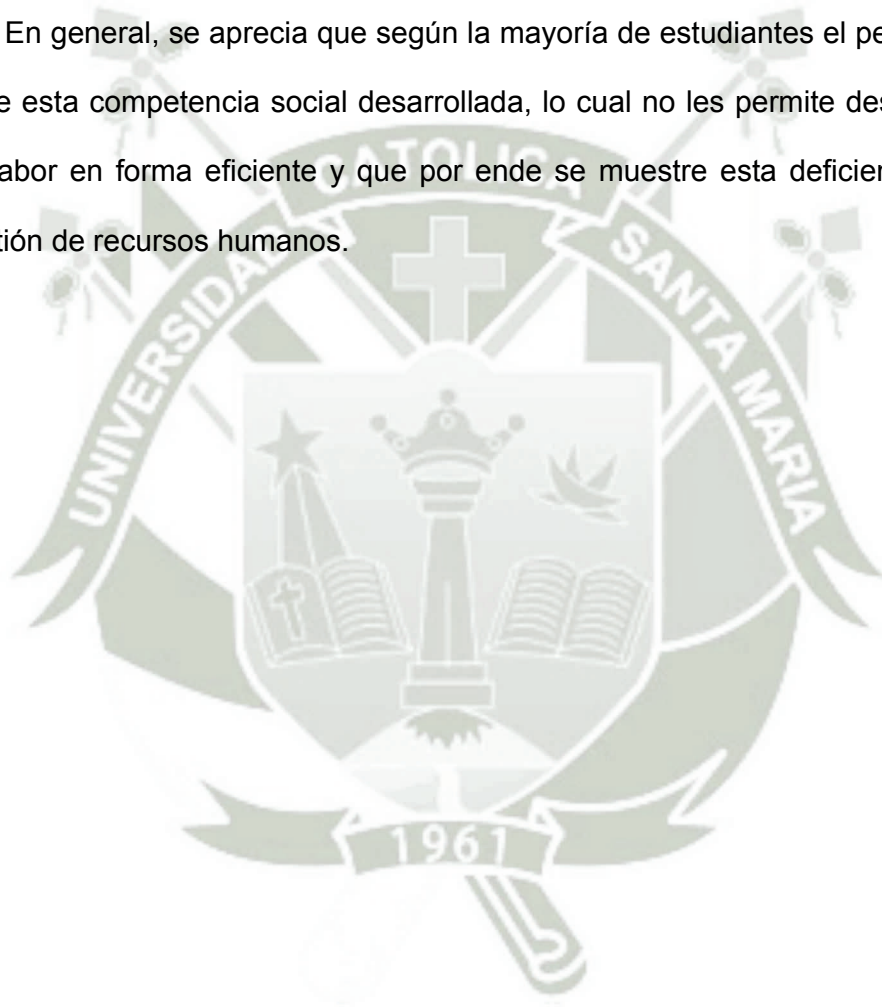 En general, se aprecia que según la mayoría de estudiantes el pe
e esta competencia social desarrollada, lo cual no les permite des
abor en forma eficiente y que por ende se muestre esta deficien
tión de recursos humanos.
UNIVERSIDAD CATOLICA SANTA MARIA
1961